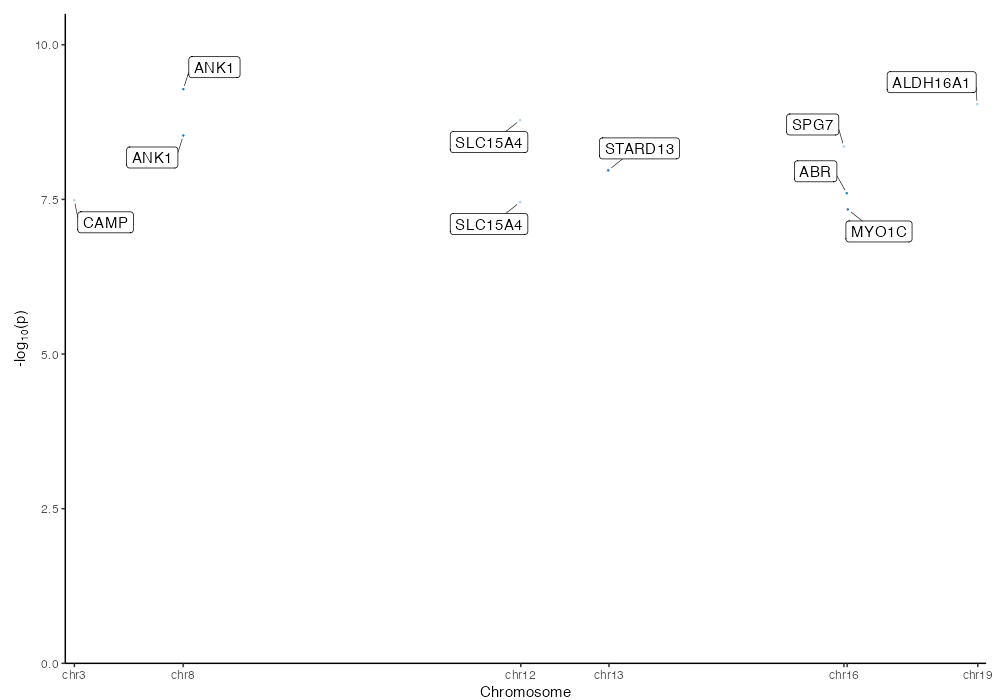 10.0
ANK1
ALDH16A1
SPG7
SLC15A4
STARD13
ANK1
ABR
7.5
CAMP
SLC15A4
MYO1C
-log10(p)
5.0
2.5
0.0
chr3 chr8 chr12 chr13 chr16 chr19
Chromosome